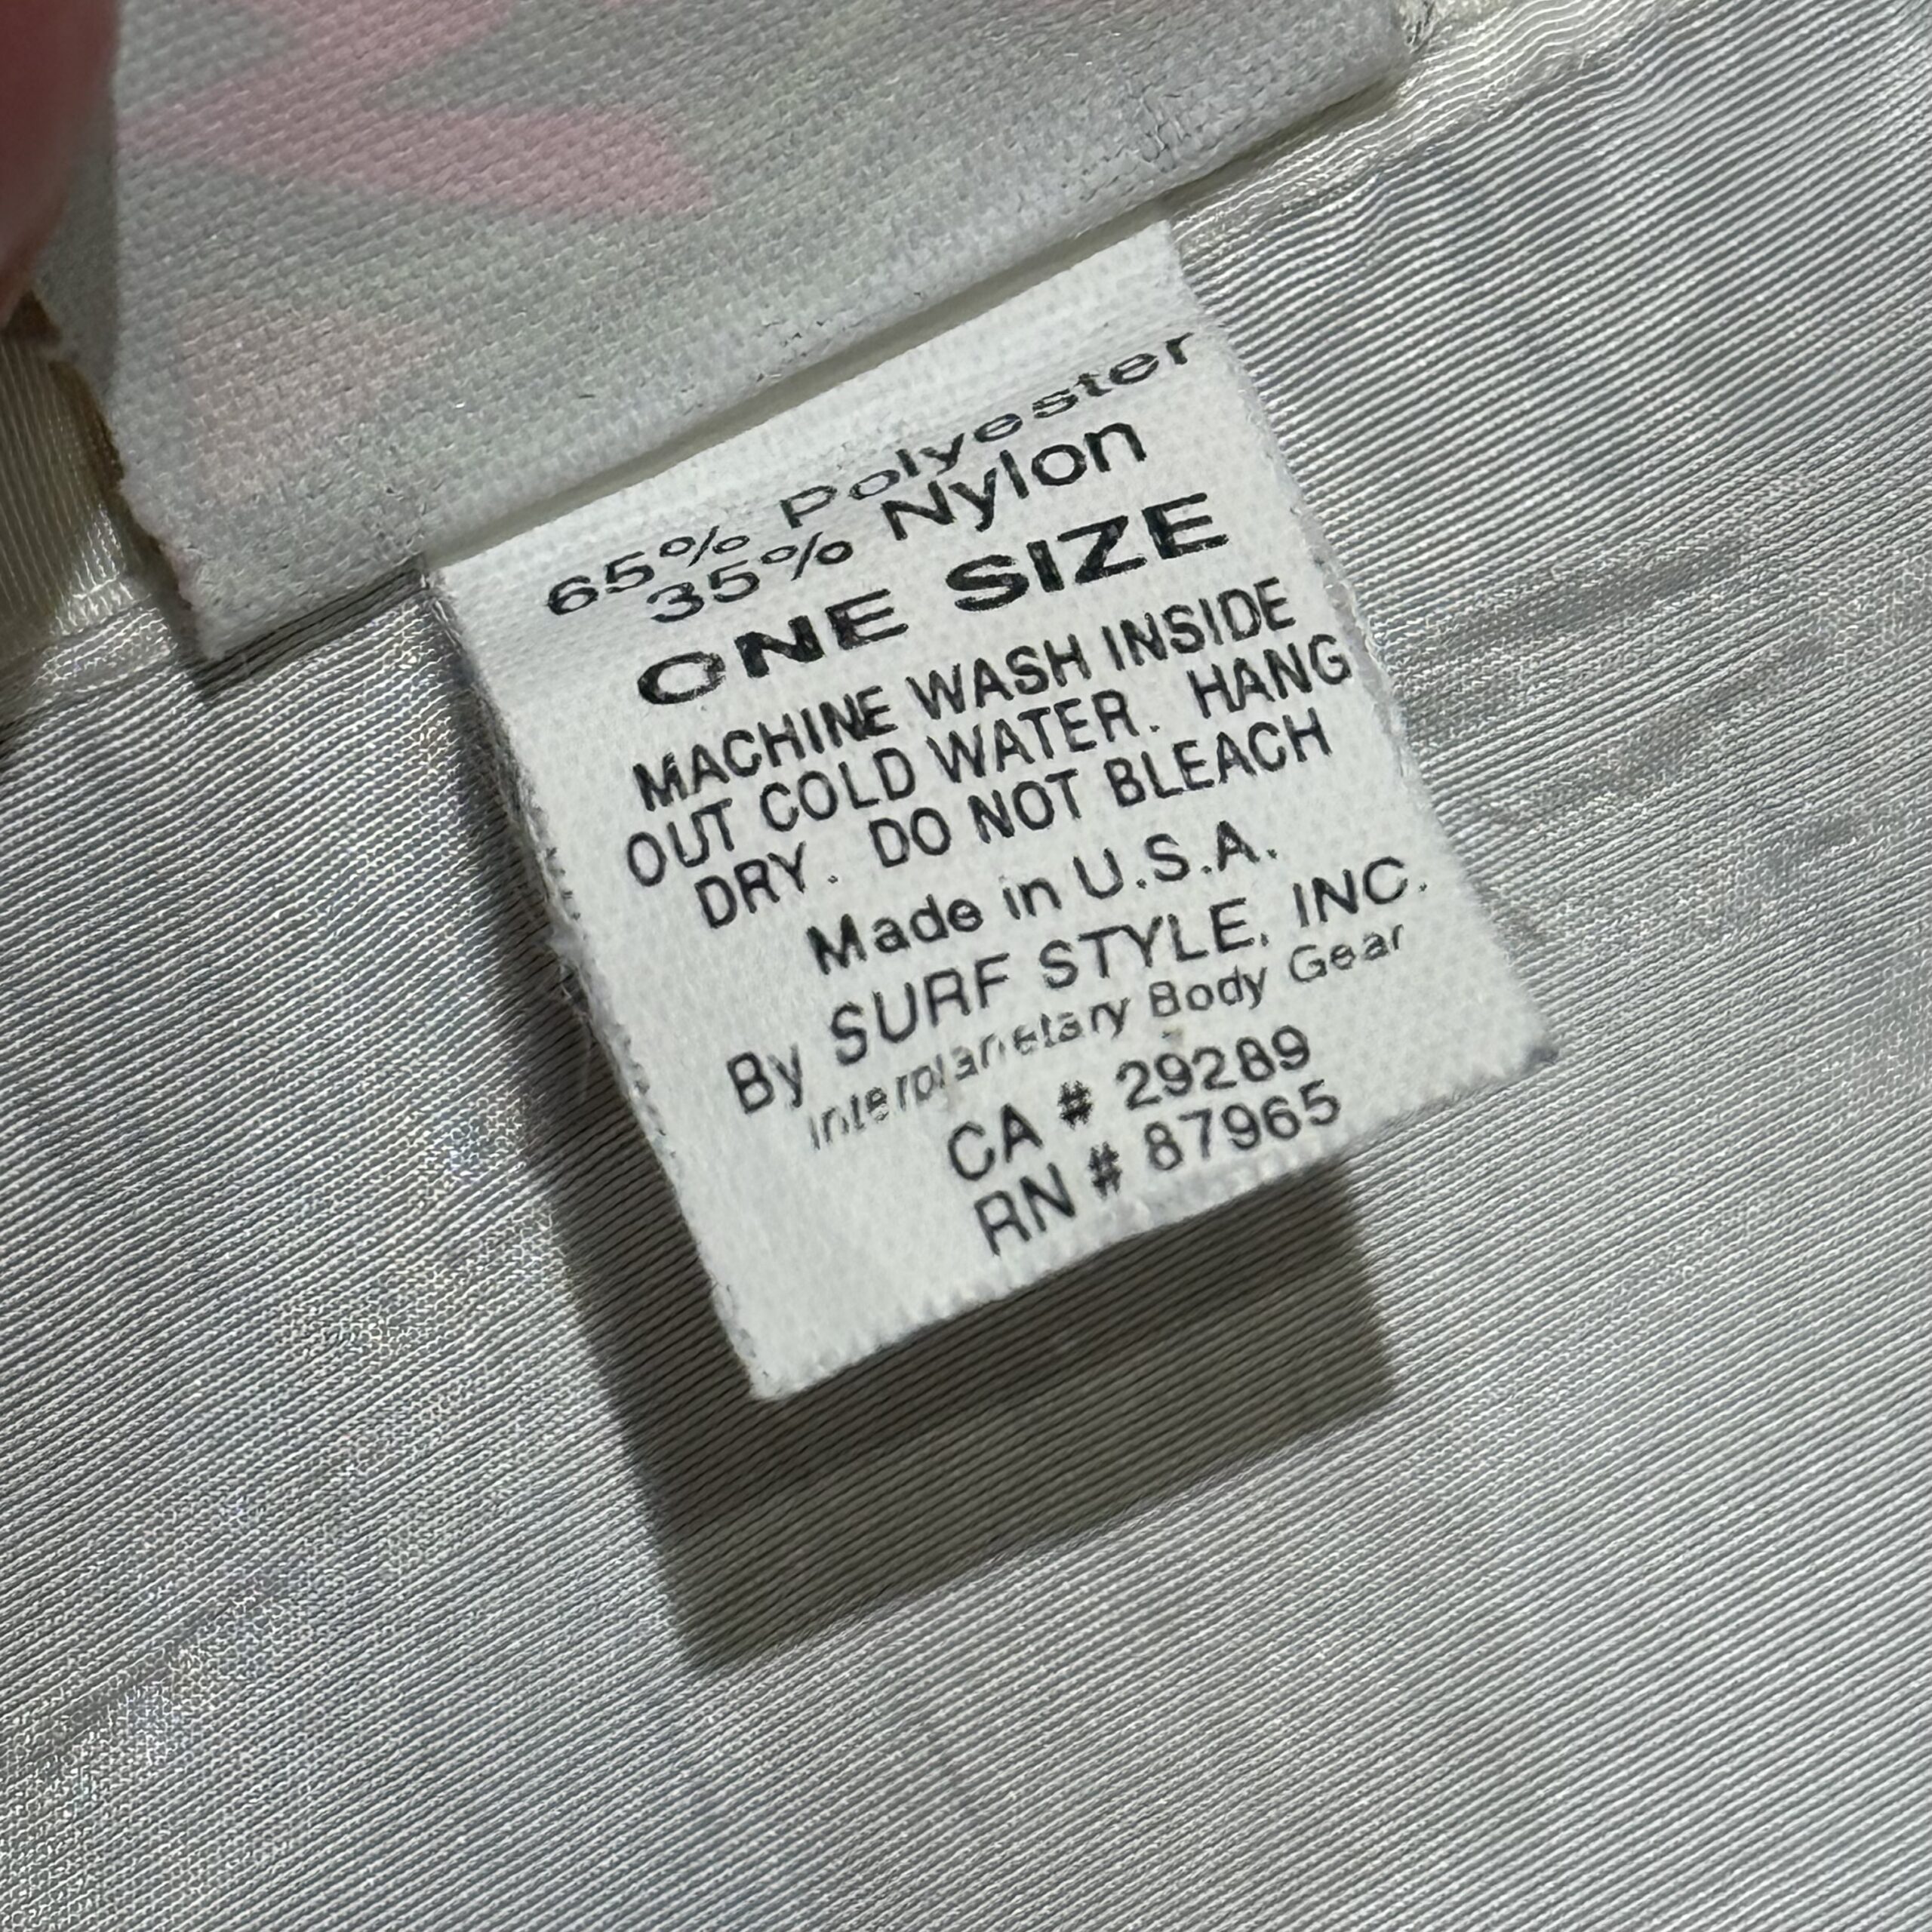 65% Polyester
35% Nylon
ONE SIZE
MACHINE WASH INSIDE
OUT COLD WATER. HANG
DRY. DO NOT BLEACH
Made in U.S.A.
By SURF STYLE, INC.
Interplanetary Body Gear
CA # 29289
RN # 87965